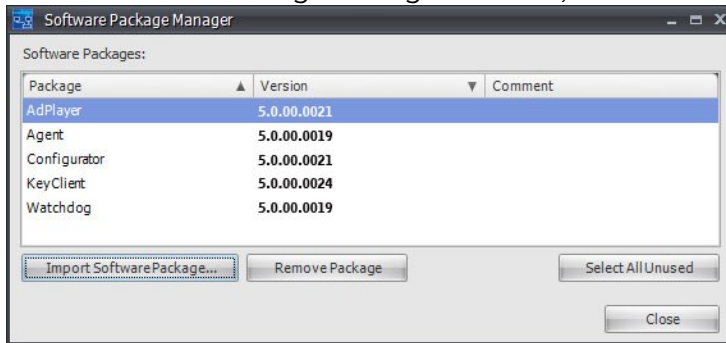 Software Package Manager
Software Packages:
Package Version Comment
AdPlayer 5.0.00.0021
Agent 5.0.00.0019
Configurator 5.0.00.0021
KeyClient 5.0.00.0024
Watchdog 5.0.00.0019
Import Software Package... Remove Package Select All Unused
Close